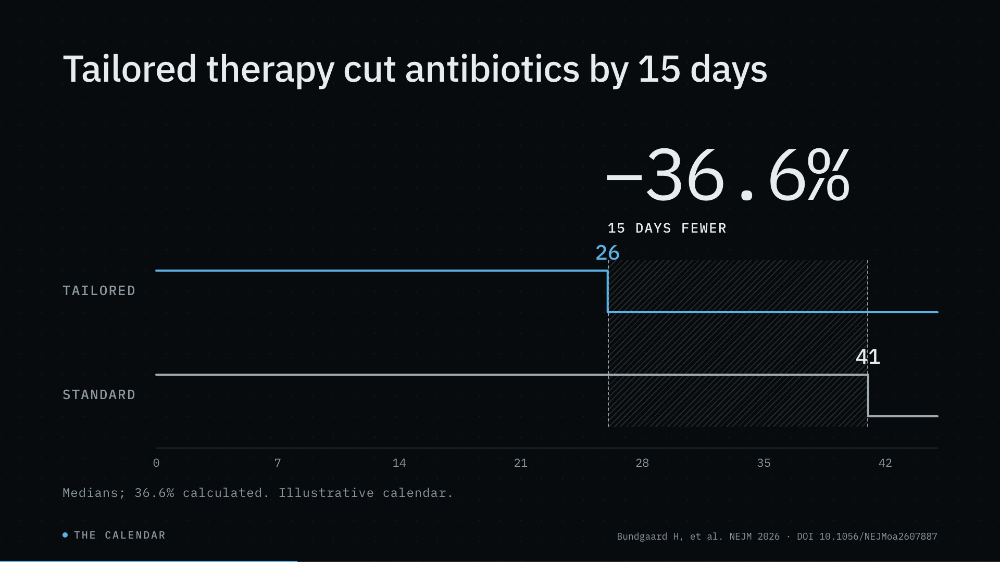 Tailored therapy cut antibiotics by 15 days
−36.6%
15 DAYS FEWER
26
TAILORED
41
STANDARD
0 7 14 21 28 35 42
Medians; 36.6% calculated. Illustrative calendar.
THE CALENDAR
Bundgaard H, et al. NEJM 2026 · DOI 10.1056/NEJMoa2607887